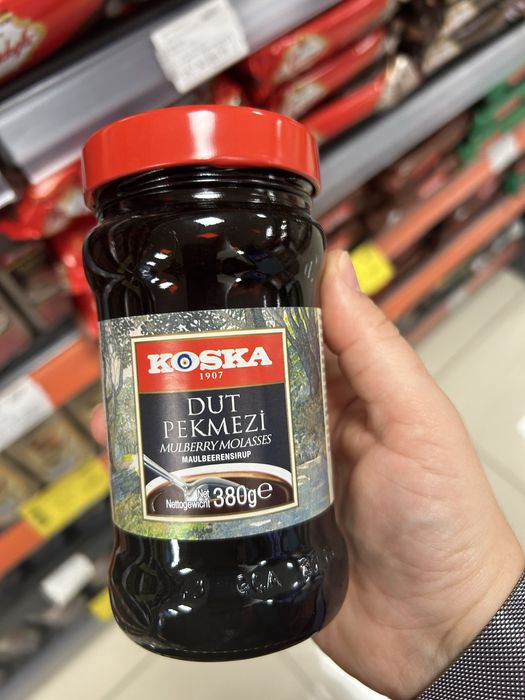 KOSKA
1907
DUT
PEKMEZİ
MULBERRY MOLASSES
MAULBEERENSIRUP
Net
Nettogewicht 380g℮